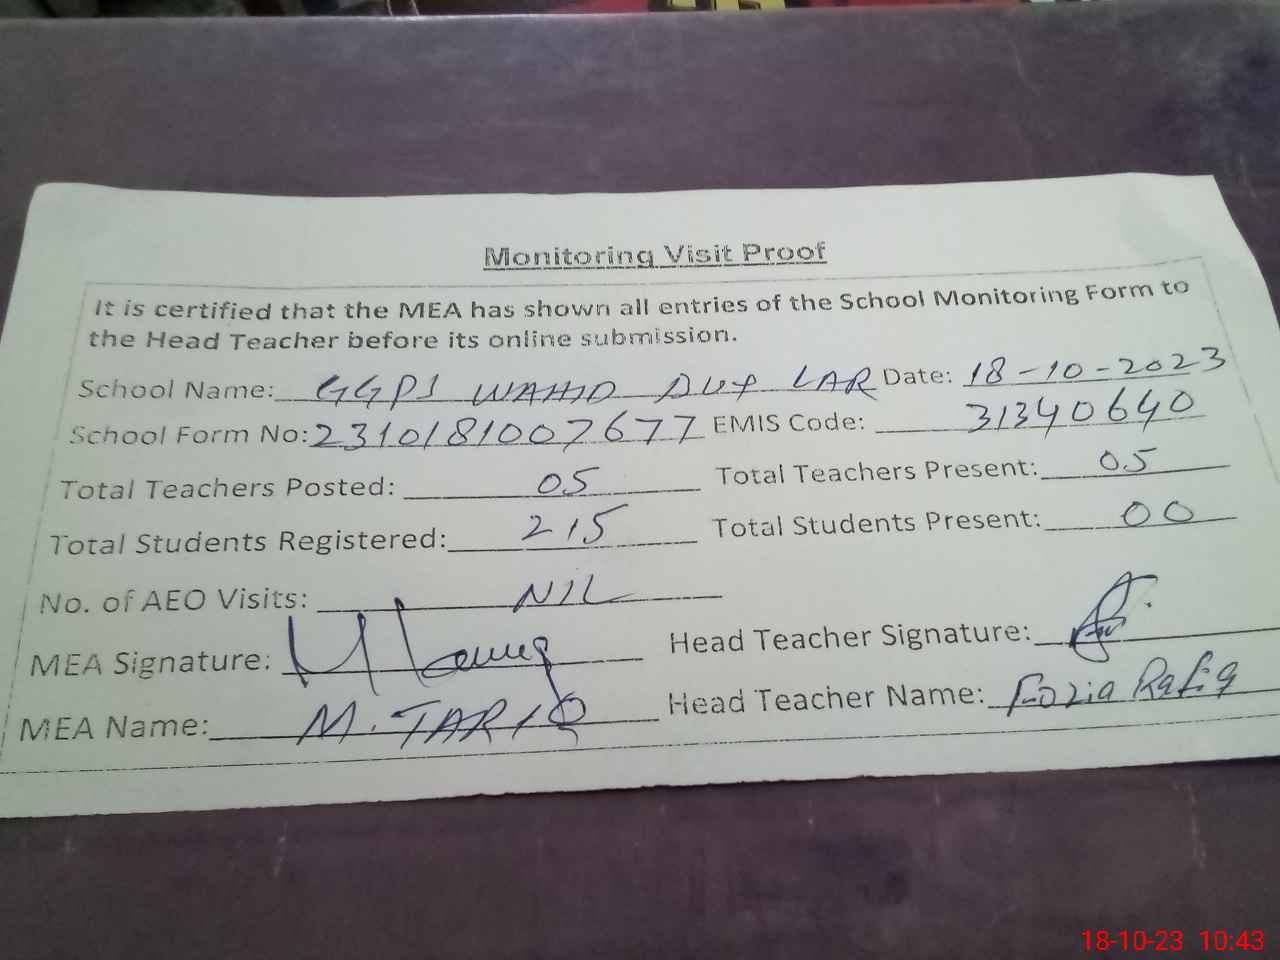 Monitoring Visit Proof
It is certified that the MEA has shown all entries of the School Monitoring Form to
the Head Teacher before its online submission.
School Name: GGPS WAHID BUX LAR Date: 18-10-2023
School Form No: 2310181007677 EMIS Code: 31340640
Total Teachers Posted: 05 Total Teachers Present: 05
Total Students Registered: 215 Total Students Present: 00
No. of AEO Visits: NIL
MEA Signature: Head Teacher Signature:
MEA Name: M. TARIQ Head Teacher Name: Fozia Rafiq
18-10-23 10:43